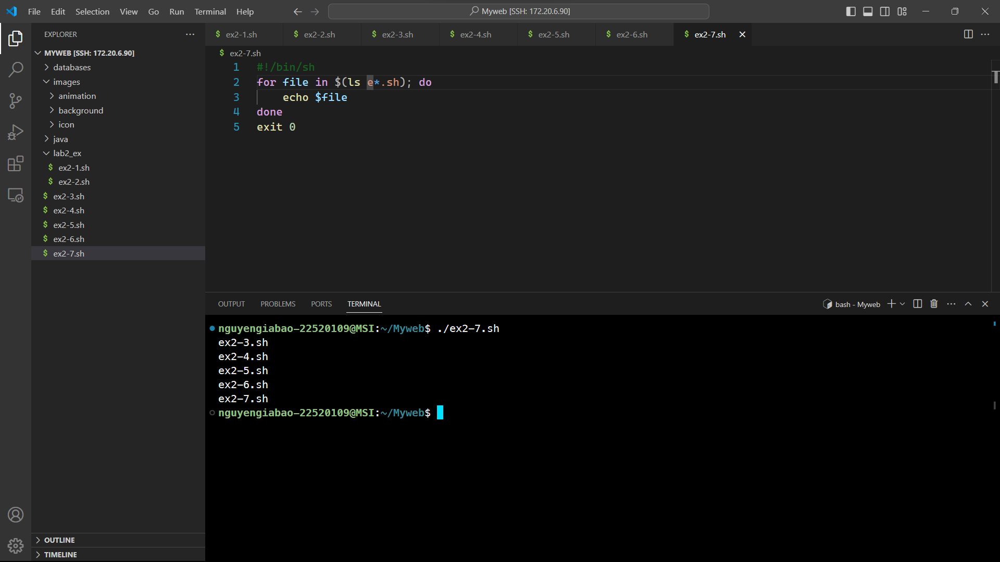 File Edit Selection View Go Run Terminal Help
Myweb [SSH: 172.20.6.90]
EXPLORER
MYWEB [SSH: 172.20.6.90]
databases
images
animation
background
icon
java
lab2_ex
$ ex2-1.sh
$ ex2-2.sh
$ ex2-3.sh
$ ex2-4.sh
$ ex2-5.sh
$ ex2-6.sh
$ ex2-7.sh
OUTLINE
TIMELINE
$ ex2-1.sh $ ex2-2.sh $ ex2-3.sh $ ex2-4.sh $ ex2-5.sh $ ex2-6.sh $ ex2-7.sh
$ ex2-7.sh
1 #!/bin/sh
2 for file in $(ls e*.sh); do
3 echo $file
4 done
5 exit 0
OUTPUT PROBLEMS PORTS TERMINAL
bash - Myweb
nguyengiabao-22520109@MSI:~/Myweb$ ./ex2-7.sh
ex2-3.sh
ex2-4.sh
ex2-5.sh
ex2-6.sh
ex2-7.sh
nguyengiabao-22520109@MSI:~/Myweb$